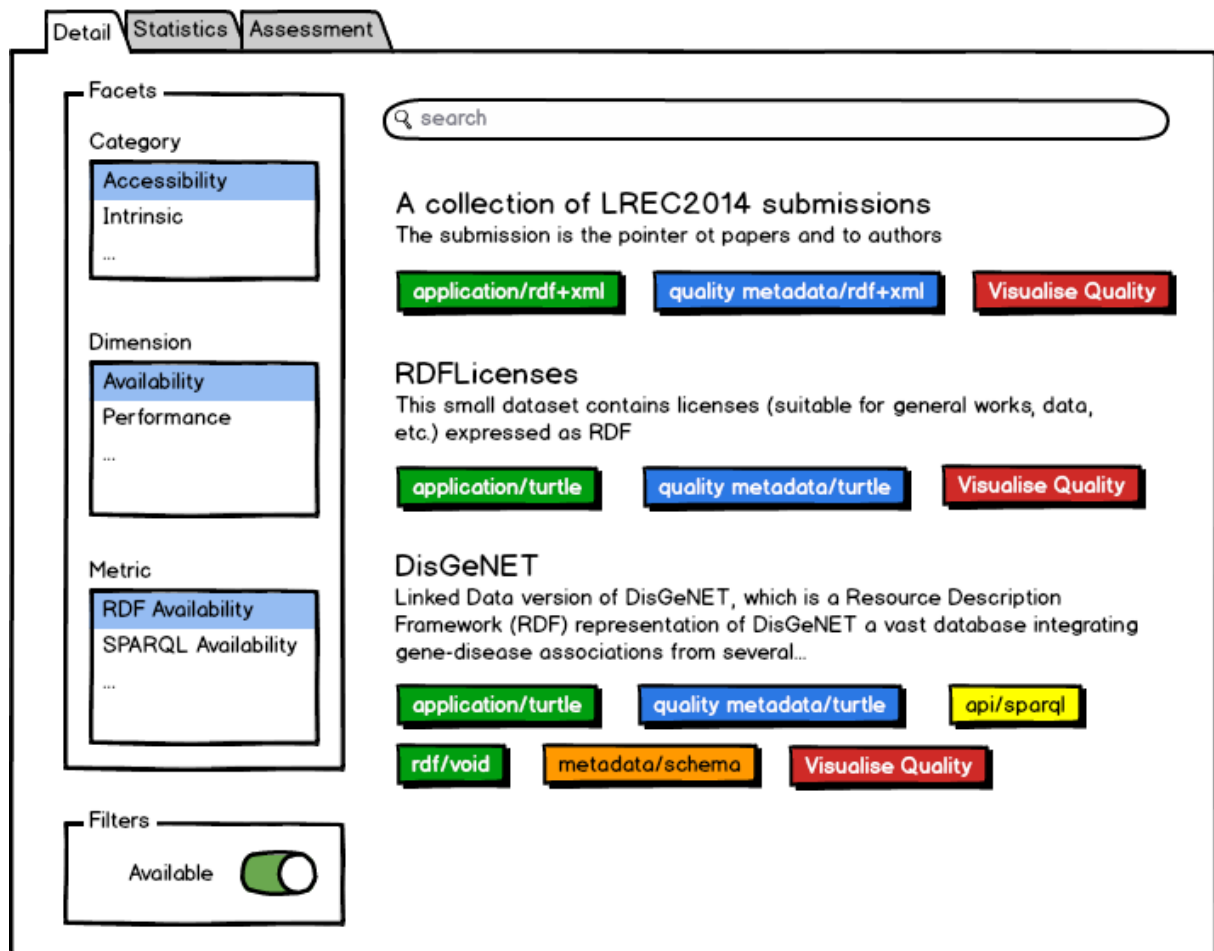 Detail Statistics Assessment
Facets
Category
Accessibility
Intrinsic
...
Dimension
Availability
Performance
...
Metric
RDF Availability
SPARQL Availability
...
Filters
Available
search
A collection of LREC2014 submissions
The submission is the pointer ot papers and to authors
application/rdf+xml quality metadata/rdf+xml Visualise Quality
RDFLicenses
This small dataset contains licenses (suitable for general works, data,
etc.) expressed as RDF
application/turtle quality metadata/turtle Visualise Quality
DisGeNET
Linked Data version of DisGeNET, which is a Resource Description
Framework (RDF) representation of DisGeNET a vast database integrating
gene-disease associations from several...
application/turtle quality metadata/turtle api/sparql
rdf/void metadata/schema Visualise Quality